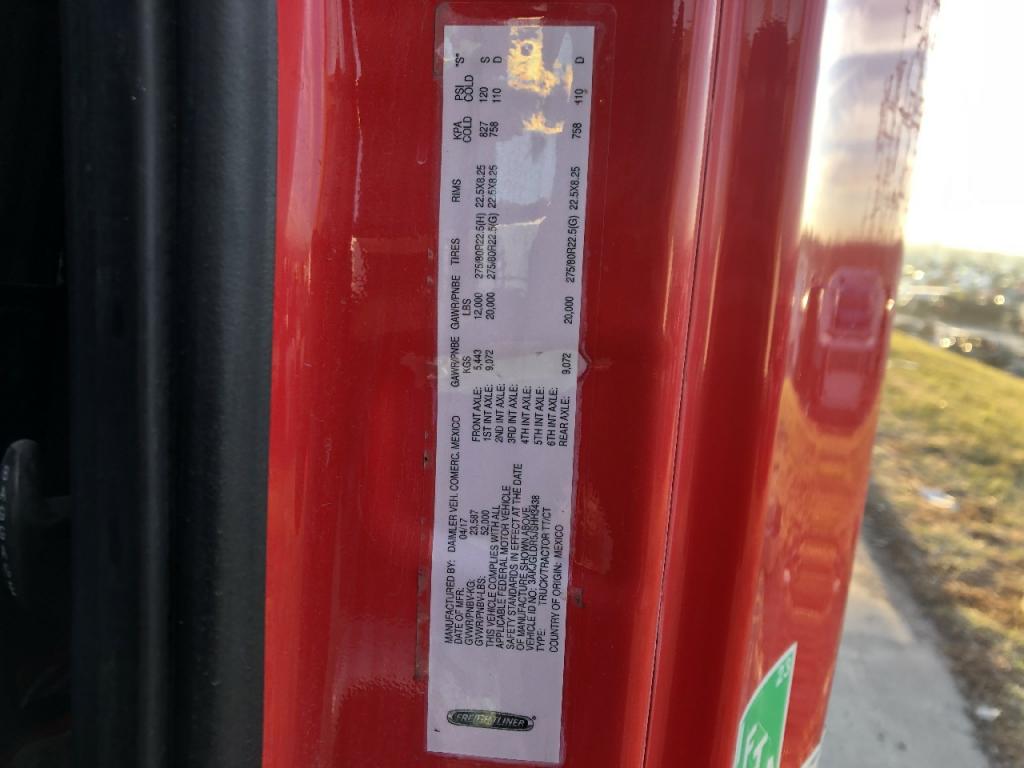 FREIGHTLINER
MANUFACTURED BY: DAIMLER VEH. COMERC. MEXICO
DATE OF MFR. 04/17
GVWR/PNBV-KG: 23,587
GVWR/PNBV-LBS: 52,000
THIS VEHICLE COMPLIES WITH ALL
APPLICABLE FEDERAL MOTOR VEHICLE
SAFETY STANDARDS IN EFFECT AT THE DATE
OF MANUFACTURE SHOWN ABOVE.
VEHICLE ID NO.:
TYPE: TRUCK/TRACTOR TT/CT
COUNTRY OF ORIGIN: MEXICO
GAWR/PNBE GAWR/PNBE TIRES RIMS KPA PSI "S"
KGS LBS COLD COLD
FRONT AXLE: 5,443 12,000 275/80R22.5(H) 22.5X8.25 827 120 S
1ST INT AXLE: 9,072 20,000 275/80R22.5(G) 22.5X8.25 758 110 D
2ND INT AXLE:
3RD INT AXLE:
4TH INT AXLE:
5TH INT AXLE:
6TH INT AXLE:
REAR AXLE: 9,072 20,000 275/80R22.5(G) 22.5X8.25 758 110 D